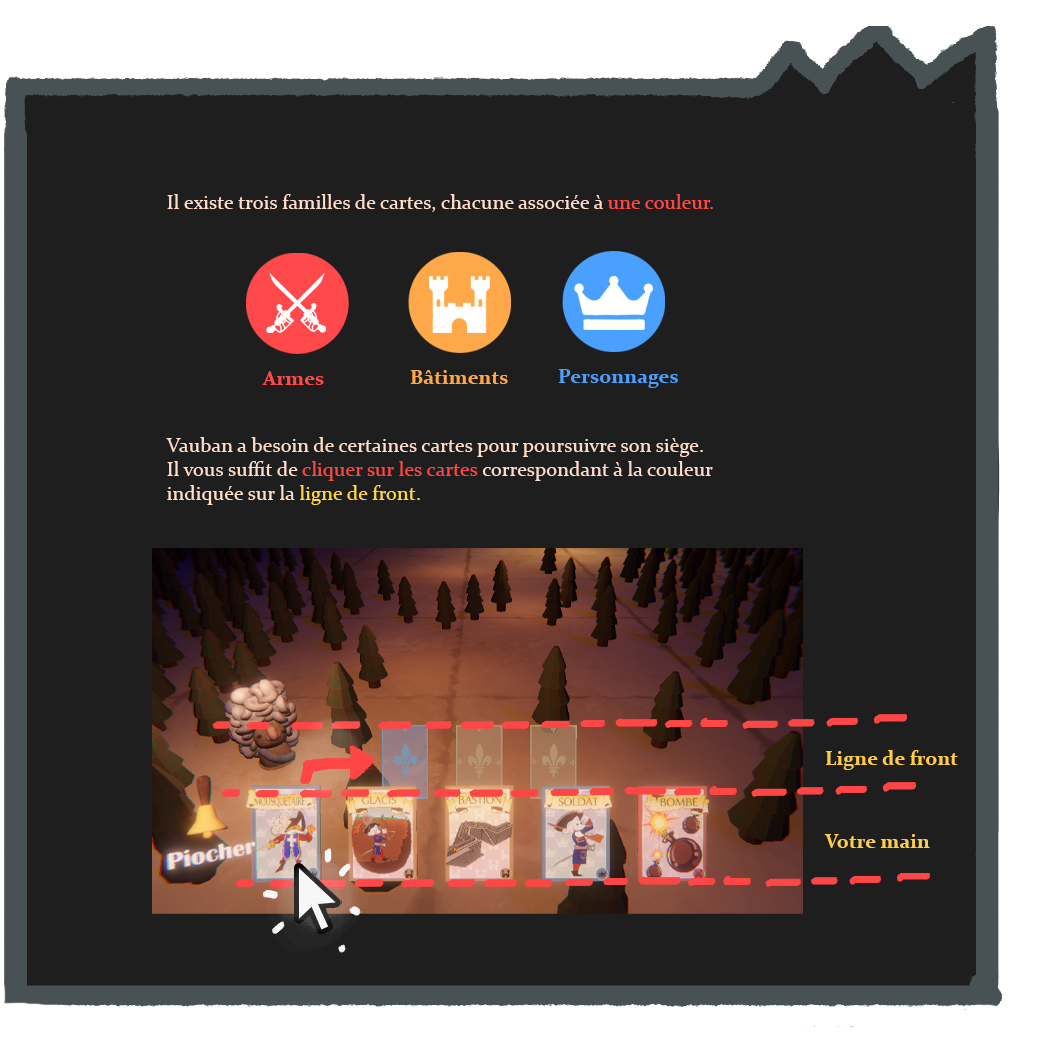 Il existe trois familles de cartes, chacune associée à une couleur.
Armes
Bâtiments
Personnages
Vauban a besoin de certaines cartes pour poursuivre son siège.
Il vous suffit de cliquer sur les cartes correspondant à la couleur
indiquée sur la ligne de front.
Ligne de front
MOUSQUETAIRE
GLACIS
BASTION
SOLDAT
BOMBE
Votre main
Piocher